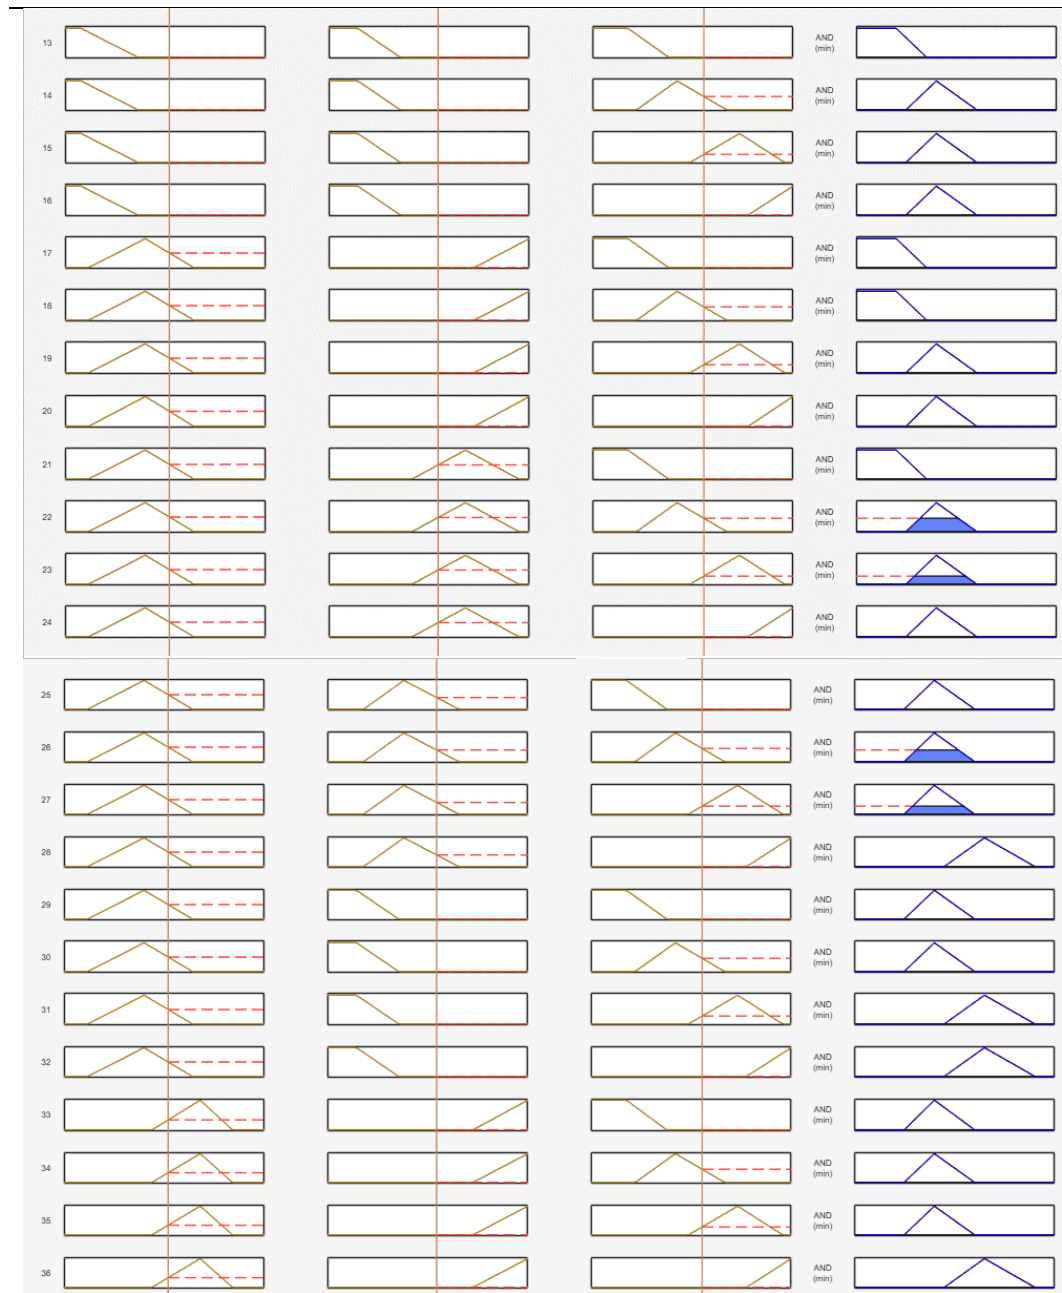 13 AND
(min)
14 AND
(min)
15 AND
(min)
16 AND
(min)
17 AND
(min)
18 AND
(min)
19 AND
(min)
20 AND
(min)
21 AND
(min)
22 AND
(min)
23 AND
(min)
24 AND
(min)
25 AND
(min)
26 AND
(min)
27 AND
(min)
28 AND
(min)
29 AND
(min)
30 AND
(min)
31 AND
(min)
32 AND
(min)
33 AND
(min)
34 AND
(min)
35 AND
(min)
36 AND
(min)